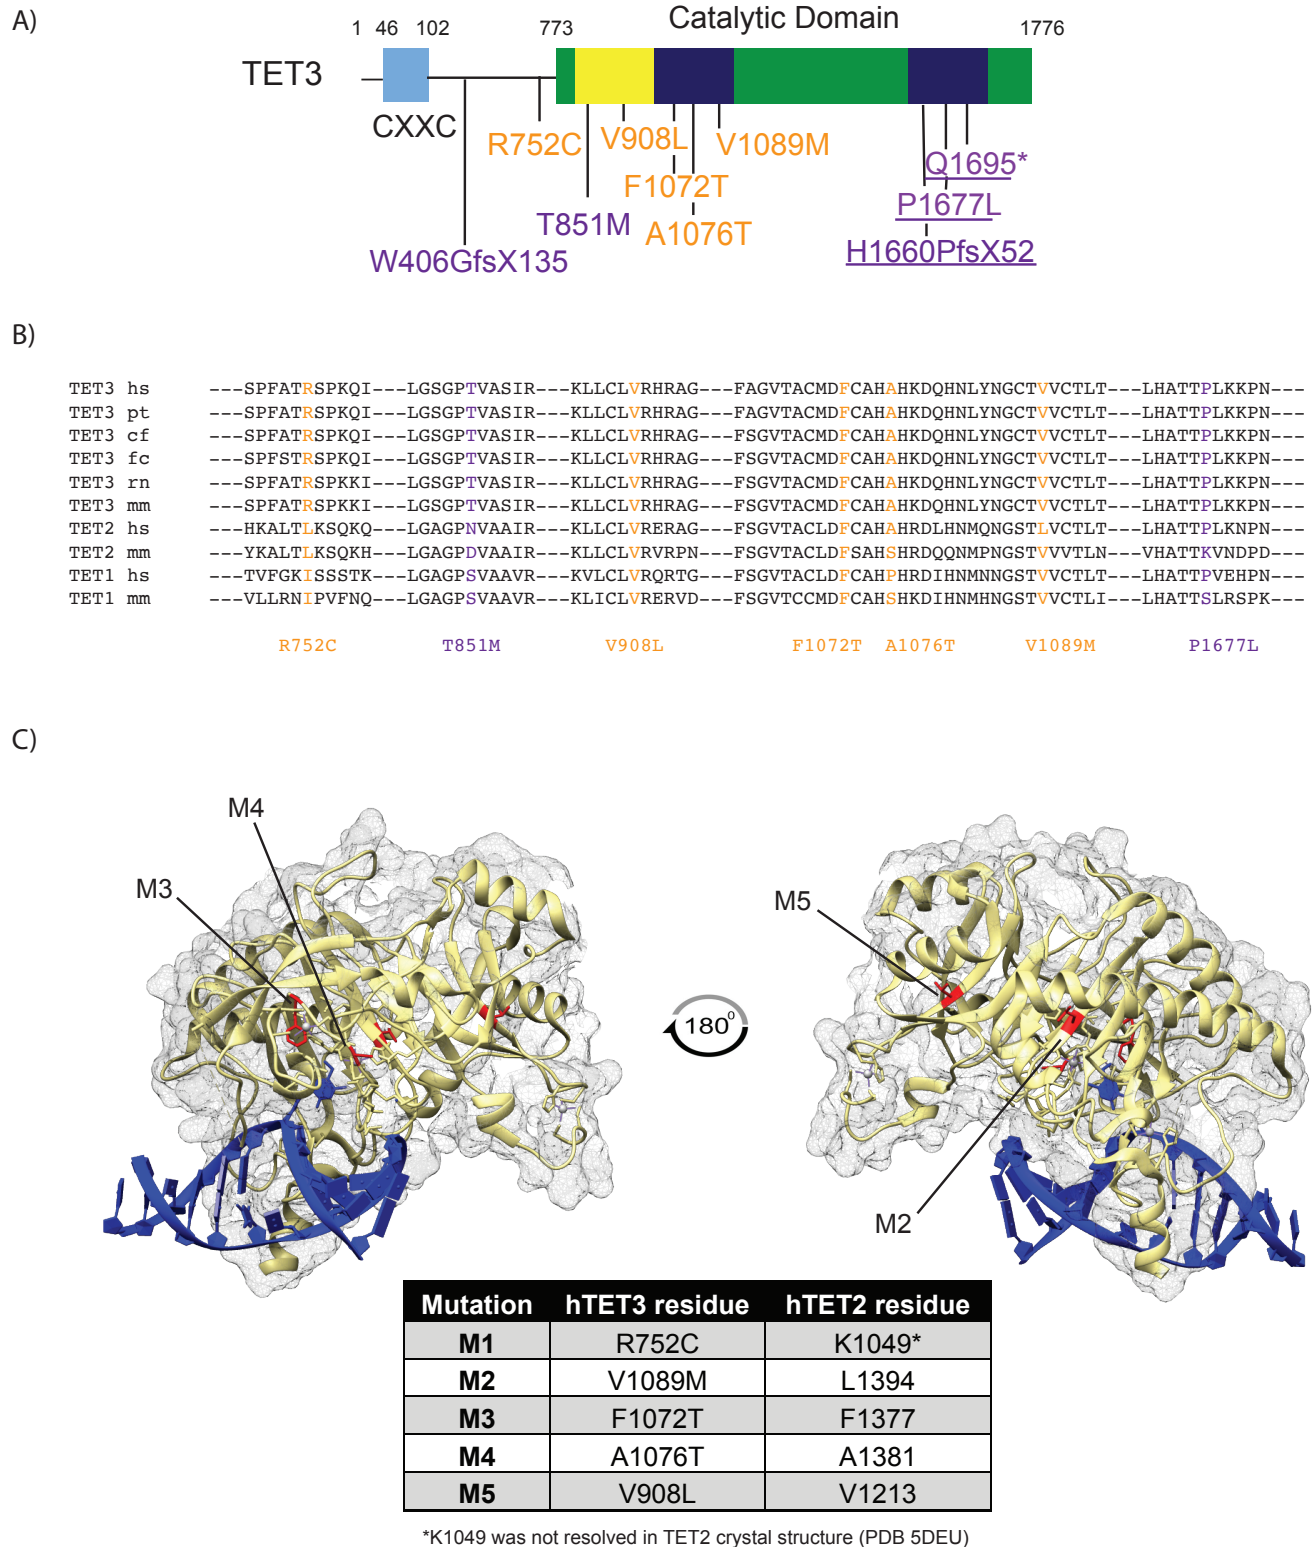 A)
Catalytic Domain
1 46 102 773 1776
TET3
CXXC
R752C V908L V1089M Q1695*
F1072T P1677L
T851M A1076T
W406GfsX135 H1660PfsX52
B)
TET3 hs ---SPFATRSPKQI---LGSGPTVASIR---KLLCLVRHRAG---FAGVTACMDFCAHAHKDQHNLYNGCTVVCTLT---LHATTPLKKPN---
TET3 pt ---SPFATRSPKQI---LGSGPTVASIR---KLLCLVRHRAG---FAGVTACMDFCAHAHKDQHNLYNGCTVVCTLT---LHATTPLKKPN---
TET3 cf ---SPFATRSPKQI---LGSGPTVASIR---KLLCLVRHRAG---FSGVTACMDFCAHAHKDQHNLYNGCTVVCTLT---LHATTPLKKPN---
TET3 fc ---SPFSTRSPKQI---LGSGPTVASIR---KLLCLVRHRAG---FSGVTACMDFCAHAHKDQHNLYNGCTVVCTLT---LHATTPLKKPN---
TET3 rn ---SPFATRSPKKI---LGSGPTVASIR---KLLCLVRHRAG---FAGVTACMDFCAHAHKDQHNLYNGCTVVCTLT---LHATTPLKKPN---
TET3 mm ---SPFATRSPKKI---LGSGPTVASIR---KLLCLVRHRAG---FAGVTACMDFCAHAHKDQHNLYNGCTVVCTLT---LHATTPLKKPN---
TET2 hs ---HKALTLKSQKQ---LGAGPNVAAIR---KLLCLVRERAG---FSGVTACLDFCAHAHRDLHNMQNGSTLVCTLT---LHATTPLKNPN---
TET2 mm ---YKALTLKSQKH---LGAGPDVAAIR---KLLCLVRVRPN---FSGVTACLDFSAHSHRDQQNMPNGSTVVVTLN---VHATTKVNDPD---
TET1 hs ---TVFGKISSSTK---LGAGPSVAAVR---KVLCLVRQRTG---FSGVTACLDFCAHPHRDIHNMNNGSTVVCTLT---LHATTPVEHPN---
TET1 mm ---VLLRNIPVFNQ---LGAGPSVAAVR---KLICLVRERVD---FSGVTCCMDFCAHSHKDIHNMHNGSTVVCTLI---LHATTSLRSPK---
R752C T851M V908L F1072T A1076T V1089M P1677L
C)
M4
M3
M5
180⁰
M2
Mutation hTET3 residue hTET2 residue
M1 R752C K1049*
M2 V1089M L1394
M3 F1072T F1377
M4 A1076T A1381
M5 V908L V1213
*K1049 was not resolved in TET2 crystal structure (PDB 5DEU)